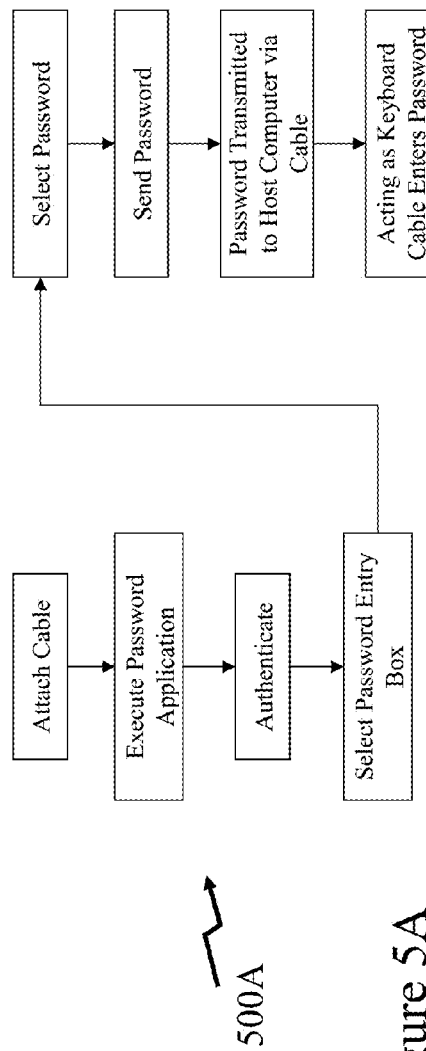 Attach Cable
Execute Password
Application
Authenticate
Select Password Entry
Box
Select Password
Send Password
Password Transmitted
to Host Computer via
Cable
Acting as Keyboard
Cable Enters Password
500A
5A